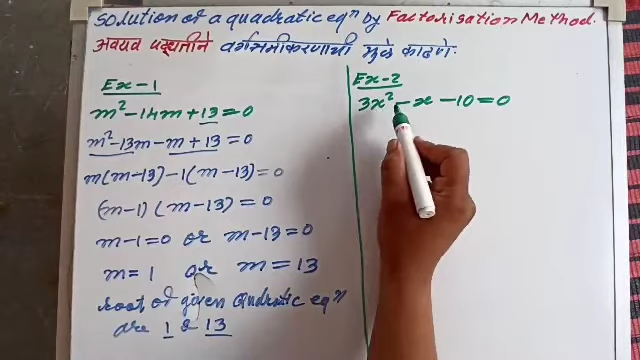 Solution of a quadratic eqn by Factorisation Method.
अवयव पद्धतीने वर्गसमीकरणाची मुळे काढणे.
Ex-1
m²-14m+13=0
m²-13m-m+13=0
m(m-13)-1(m-13)=0
(m-1)(m-13)=0
m-1=0 or m-13=0
m=1 or m=13
root of given Quadratic eqn
are 1 & 13
Ex-2
3x²-x-10=0